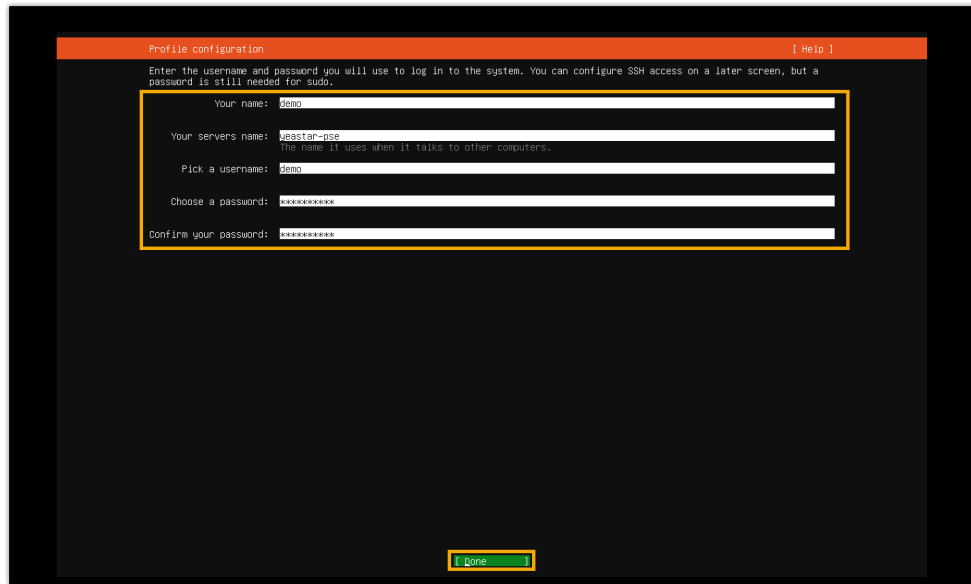 Profile configuration [ Help ]
Enter the username and password you will use to log in to the system. You can configure SSH access on a later screen, but a
password is still needed for sudo.
Your name: demo
Your servers name: yeastar-pse
The name it uses when it talks to other computers.
Pick a username: demo
Choose a password: **********
Confirm your password: **********
[ Done ]